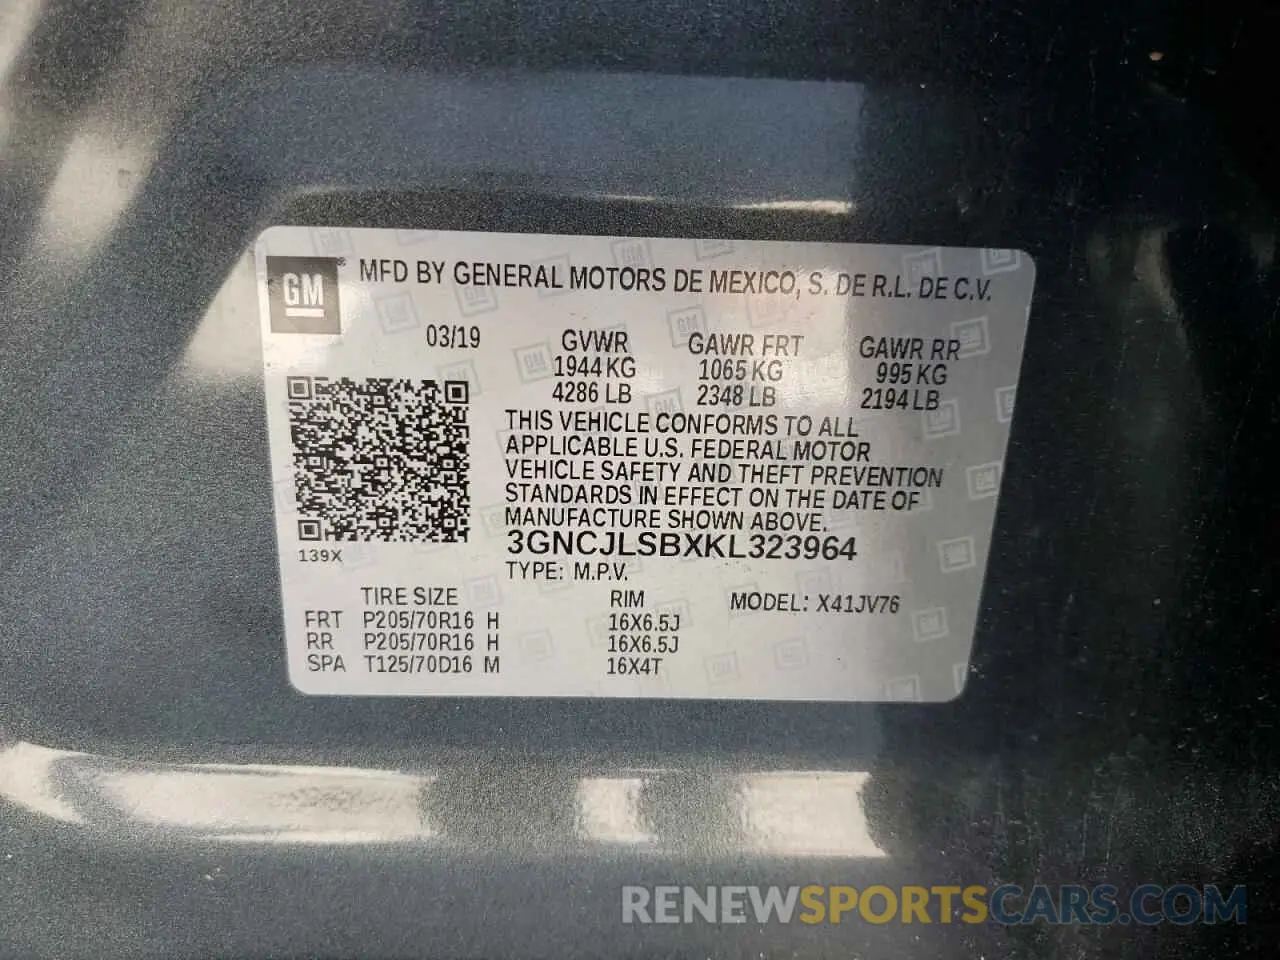 GM® MFD BY GENERAL MOTORS DE MEXICO, S. DE R.L. DE C.V.
03/19 GVWR GAWR FRT GAWR RR
1944 KG 1065 KG 995 KG
4286 LB 2348 LB 2194 LB
THIS VEHICLE CONFORMS TO ALL
APPLICABLE U.S. FEDERAL MOTOR
VEHICLE SAFETY AND THEFT PREVENTION
STANDARDS IN EFFECT ON THE DATE OF
MANUFACTURE SHOWN ABOVE.
139X
3GNCJLSBXKL323964
TYPE: M.P.V.
TIRE SIZE RIM MODEL: X41JV76
FRT P205/70R16 H 16X6.5J
RR P205/70R16 H 16X6.5J
SPA T125/70D16 M 16X4T
RENEWSPORTSCARS.COM